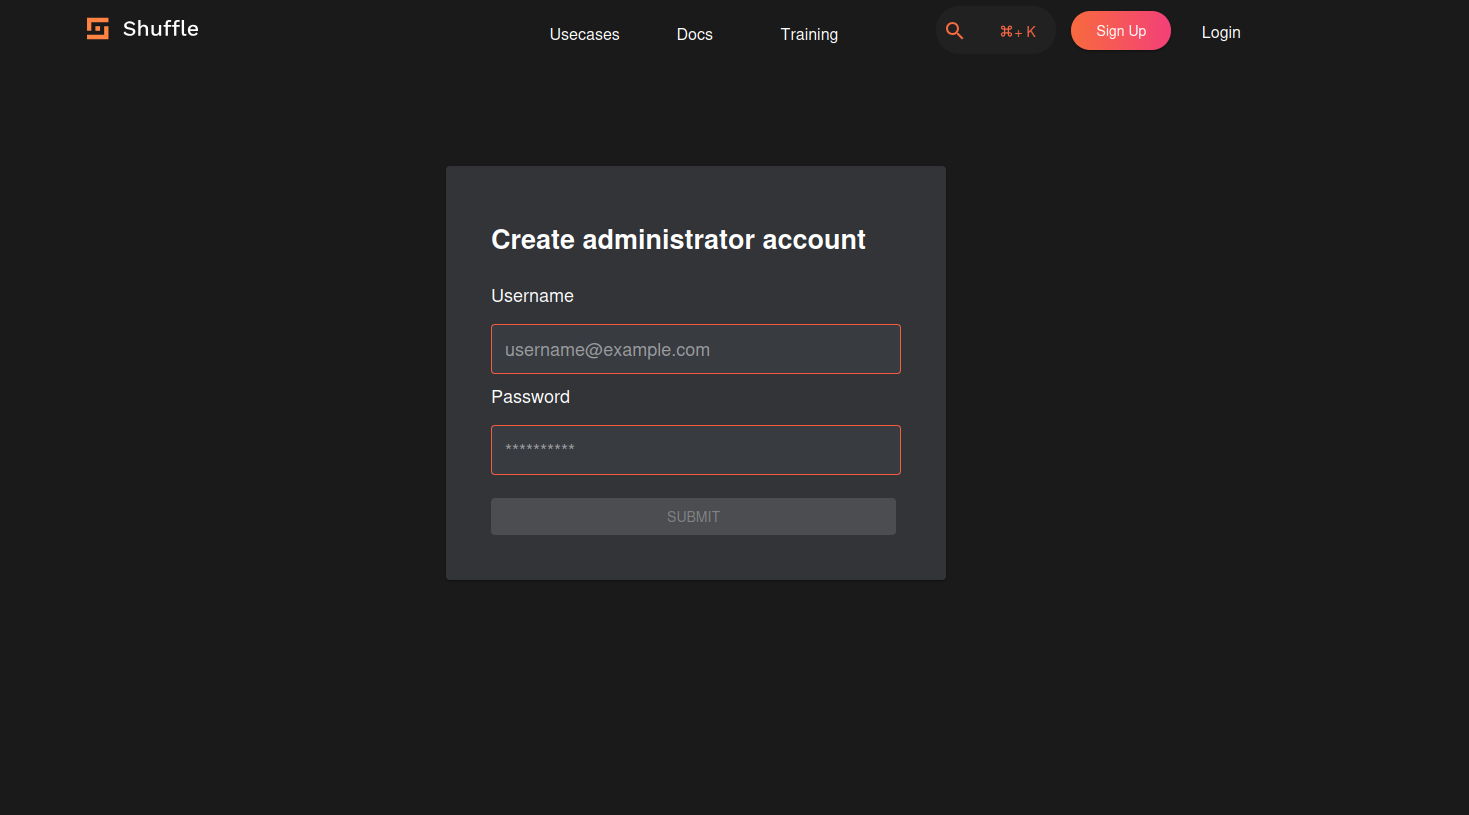 Shuffle
Usecases Docs Training
⌘+ K
Sign Up
Login
Create administrator account
Username
username@example.com
Password
**********
SUBMIT